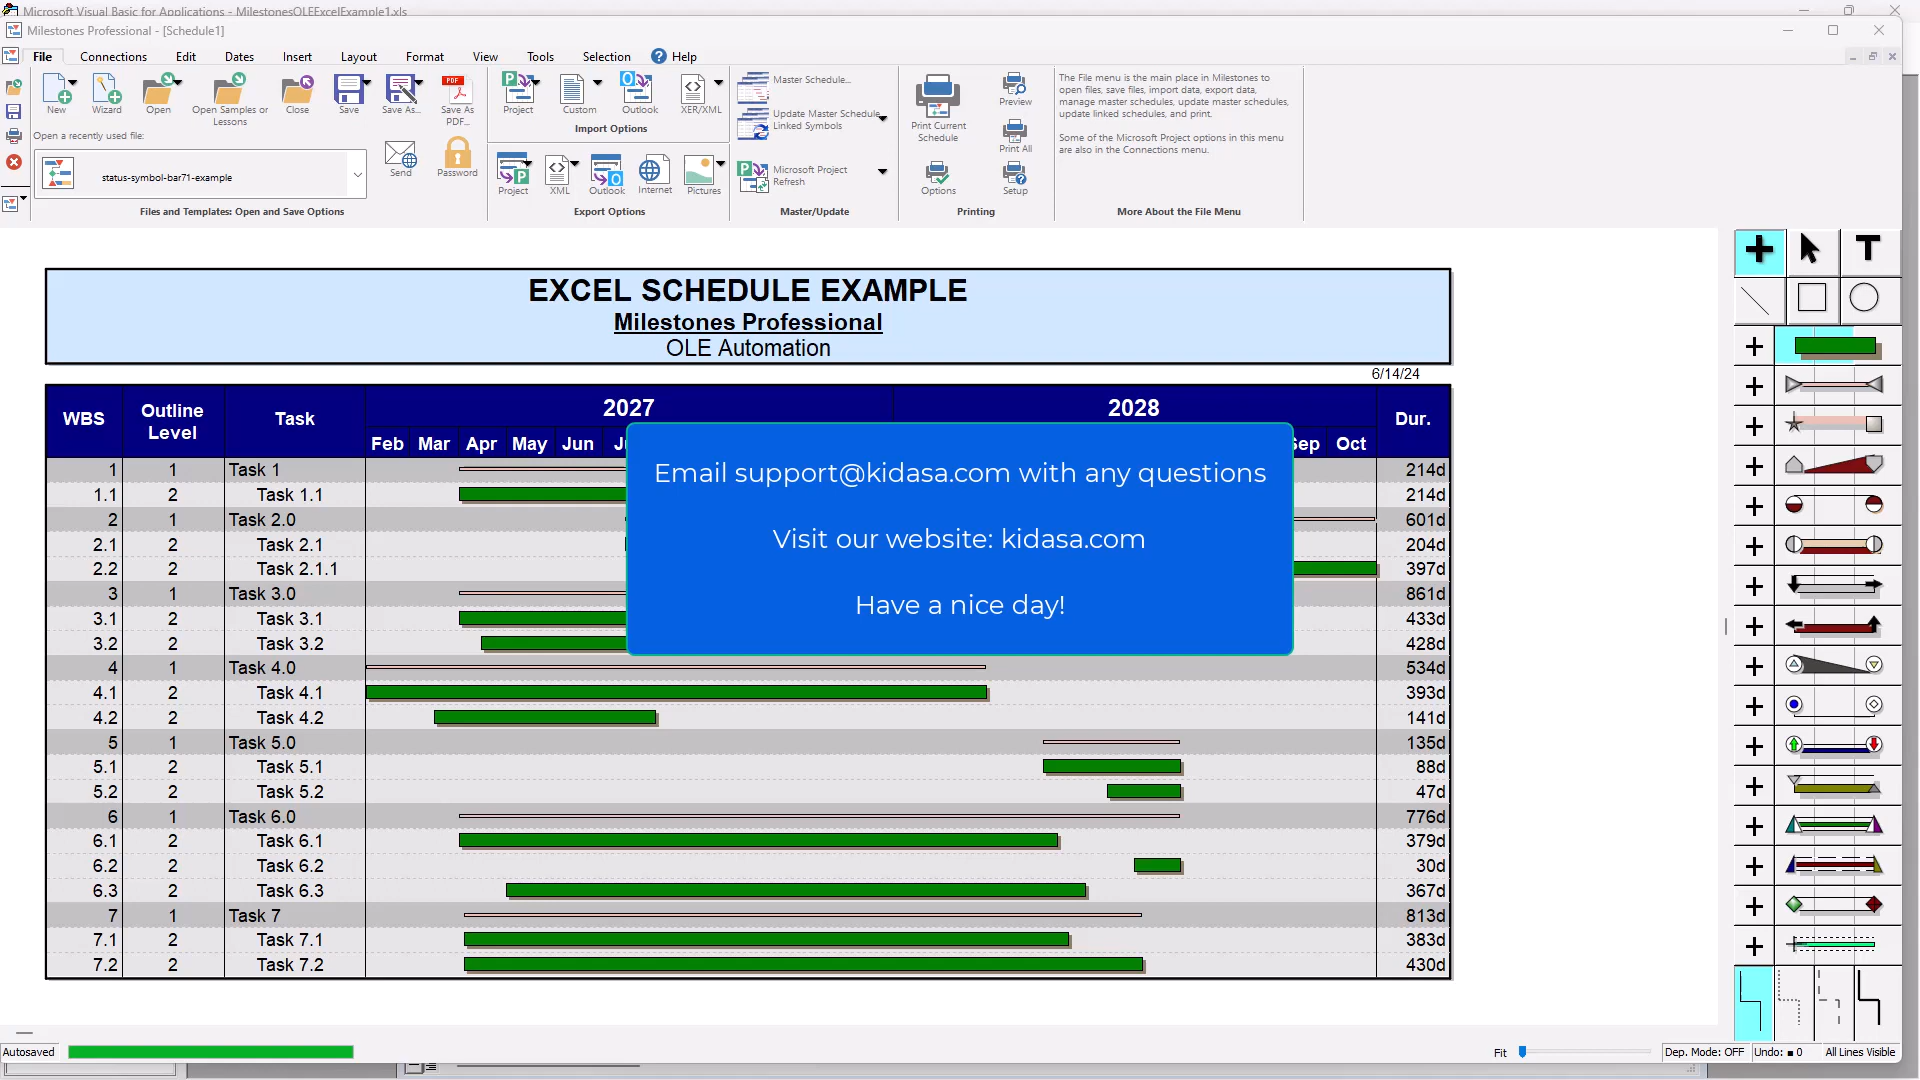 Microsoft Visual Basic for Applications - MilestonesOLEExcelExample1.xls
Milestones Professional - [Schedule1]
File Connections Edit Dates Insert Layout Format View Tools Selection Help
New Wizard Open Open Samples or Lessons Close Save Save As... Save As PDF...
Open a recently used file:
status-symbol-bar71-example
Send Password
Files and Templates: Open and Save Options
Project Custom Outlook XER/XML
Import Options
Project XML Outlook Internet Pictures
Export Options
Master Schedule...
Update Master Schedule
Linked Symbols
Microsoft Project
Refresh
Master/Update
Print Current
Schedule
Preview
Print All
Options Setup
Printing
The File menu is the main place in Milestones to
open files, save files, import data, export data,
manage master schedules, update master schedules,
update linked schedules, and print.
Some of the Microsoft Project options in this menu
are also in the Connections menu.
More About the File Menu
EXCEL SCHEDULE EXAMPLE
Milestones Professional
OLE Automation
6/14/24
WBS Outline Level Task 2027 2028 Dur.
Feb Mar Apr May Jun Oct
1 1 Task 1 214d
1.1 2 Task 1.1 214d
2 1 Task 2.0 601d
2.1 2 Task 2.1 204d
2.2 2 Task 2.1.1 397d
3 1 Task 3.0 861d
3.1 2 Task 3.1 433d
3.2 2 Task 3.2 428d
4 1 Task 4.0 534d
4.1 2 Task 4.1 393d
4.2 2 Task 4.2 141d
5 1 Task 5.0 135d
5.1 2 Task 5.1 88d
5.2 2 Task 5.2 47d
6 1 Task 6.0 776d
6.1 2 Task 6.1 379d
6.2 2 Task 6.2 30d
6.3 2 Task 6.3 367d
7 1 Task 7 813d
7.1 2 Task 7.1 383d
7.2 2 Task 7.2 430d
Email support@kidasa.com with any questions
Visit our website: kidasa.com
Have a nice day!
T
Autosaved
Fit
Dep. Mode: OFF Undo: ■ 0 All Lines Visible